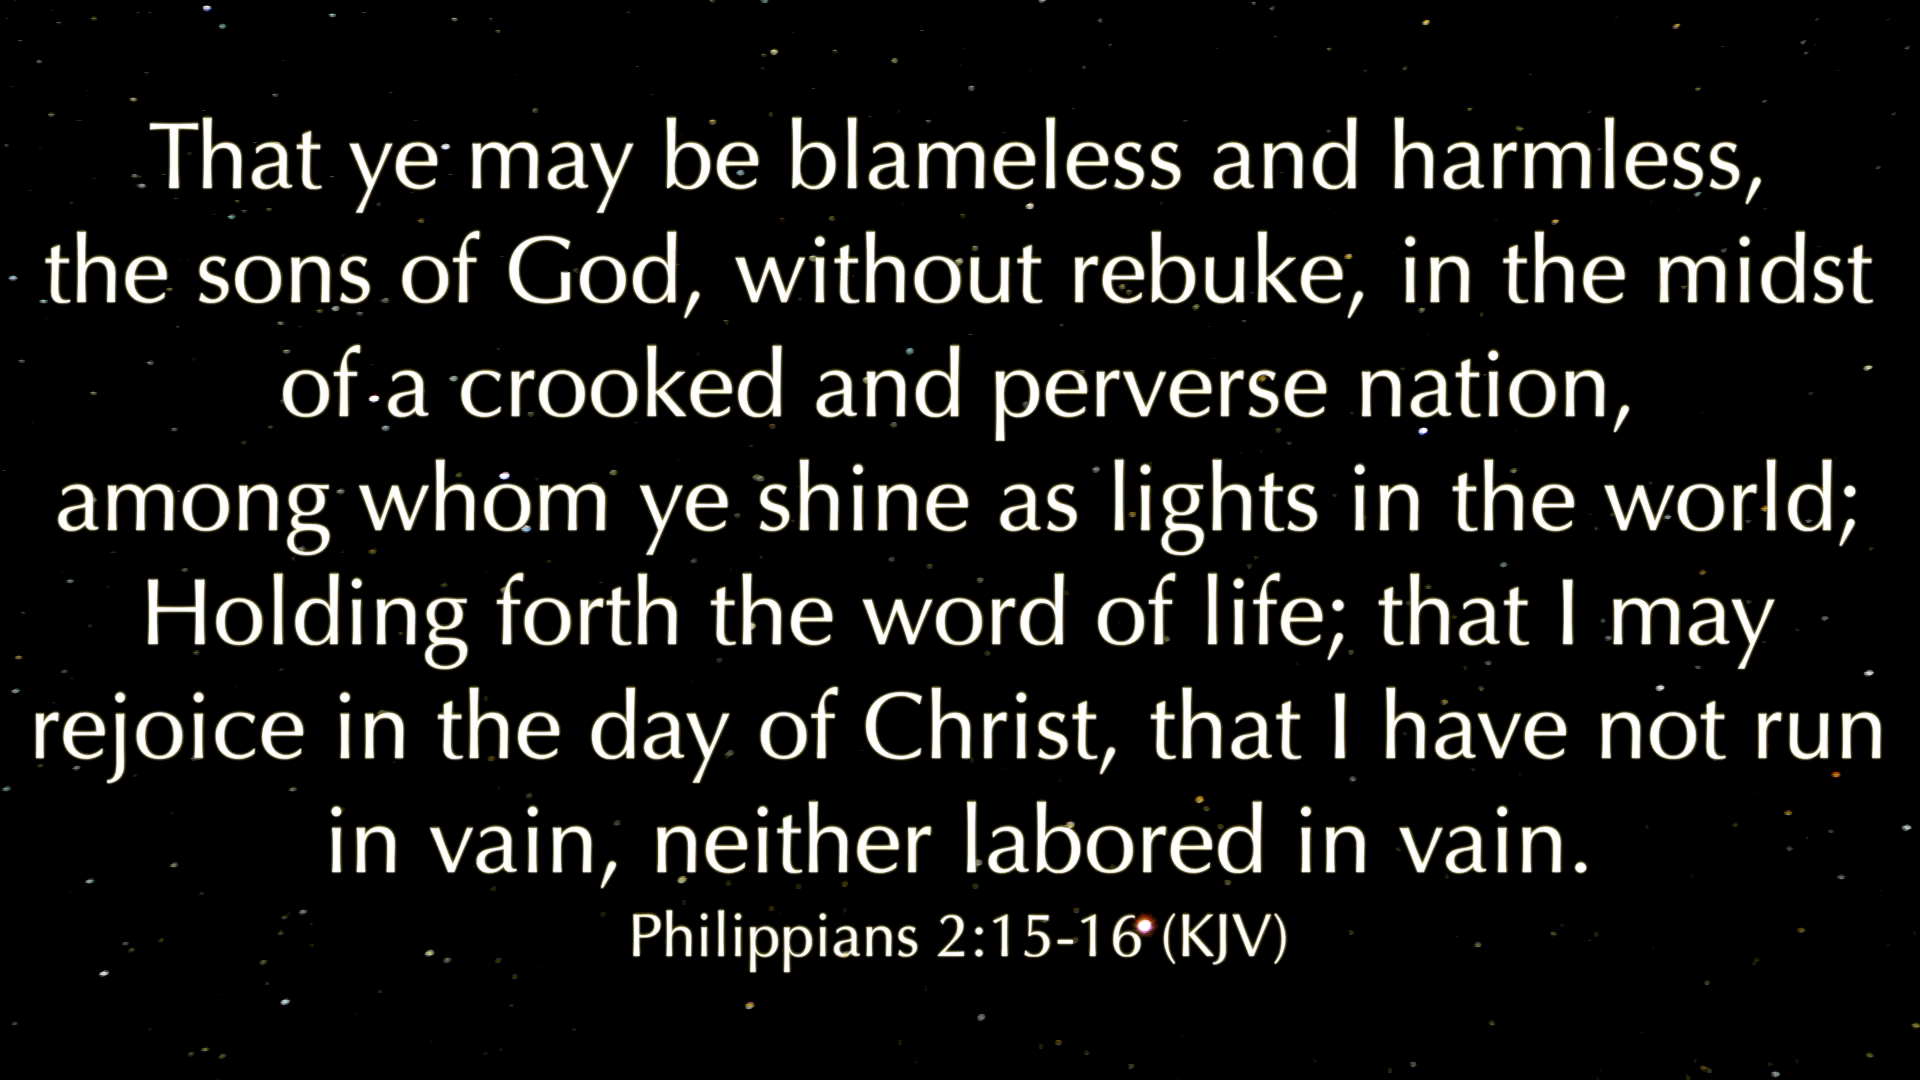 That ye may be blameless and harmless,
the sons of God, without rebuke, in the midst
of a crooked and perverse nation,
among whom ye shine as lights in the world;
Holding forth the word of life; that I may
rejoice in the day of Christ, that I have not run
in vain, neither labored in vain.
Philippians 2:15-16 (KJV)